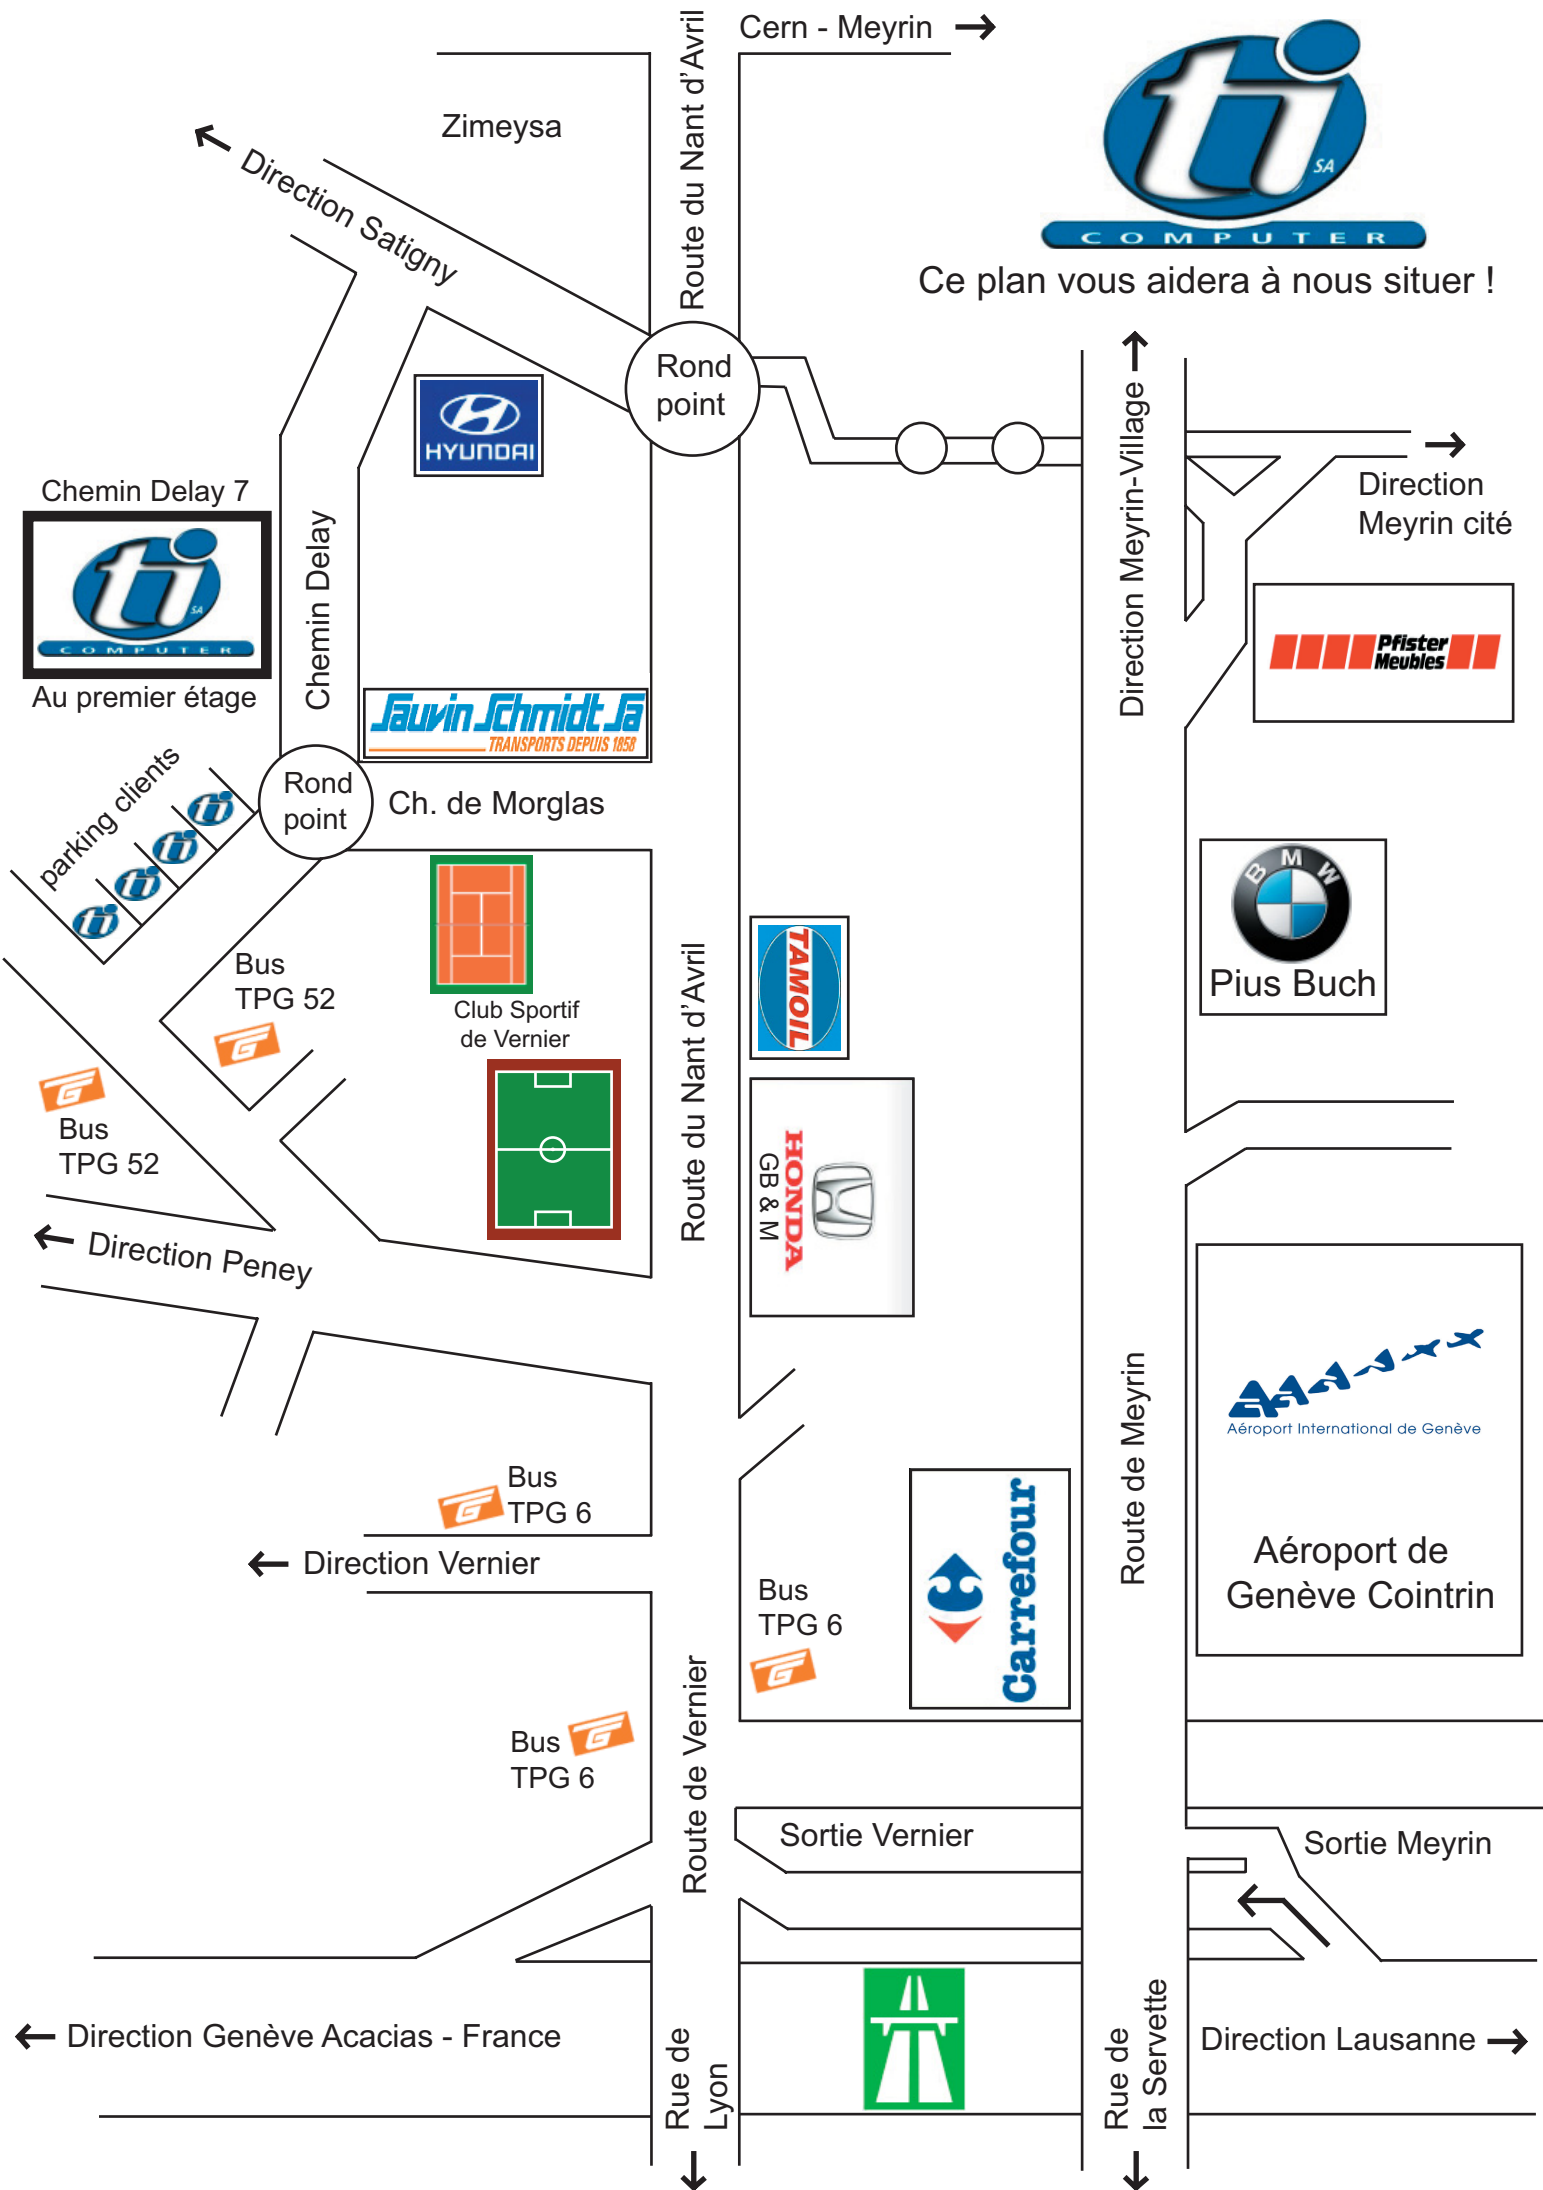 Cern - Meyrin
Route du Nant d'Avril
ti
SA
COMPUTER
Ce plan vous aidera à nous situer !
Zimeysa
Direction Satigny
Rond
point
HYUNDAI
Direction Meyrin-Village
Direction
Meyrin cité
Chemin Delay 7
ti
SA
COMPUTER
Au premier étage
Chemin Delay
Pfister
Meubles
Sauvin Schmidt Sa
TRANSPORTS DEPUIS 1858
parking clients
ti
ti
ti
ti
Rond
point
Ch. de Morglas
BMW
Pius Buch
Bus
TPG 52
Club Sportif
de Vernier
Route du Nant d'Avril
TAMOIL
Bus
TPG 52
HONDA
GB & M
Direction Peney
Aéroport International de Genève
Aéroport de
Genève Cointrin
Route de Meyrin
Bus
TPG 6
Direction Vernier
Bus
TPG 6
Carrefour
Bus
TPG 6
Route de Vernier
Sortie Vernier
Sortie Meyrin
Direction Genève Acacias - France
Rue de
Lyon
Rue de
la Servette
Direction Lausanne